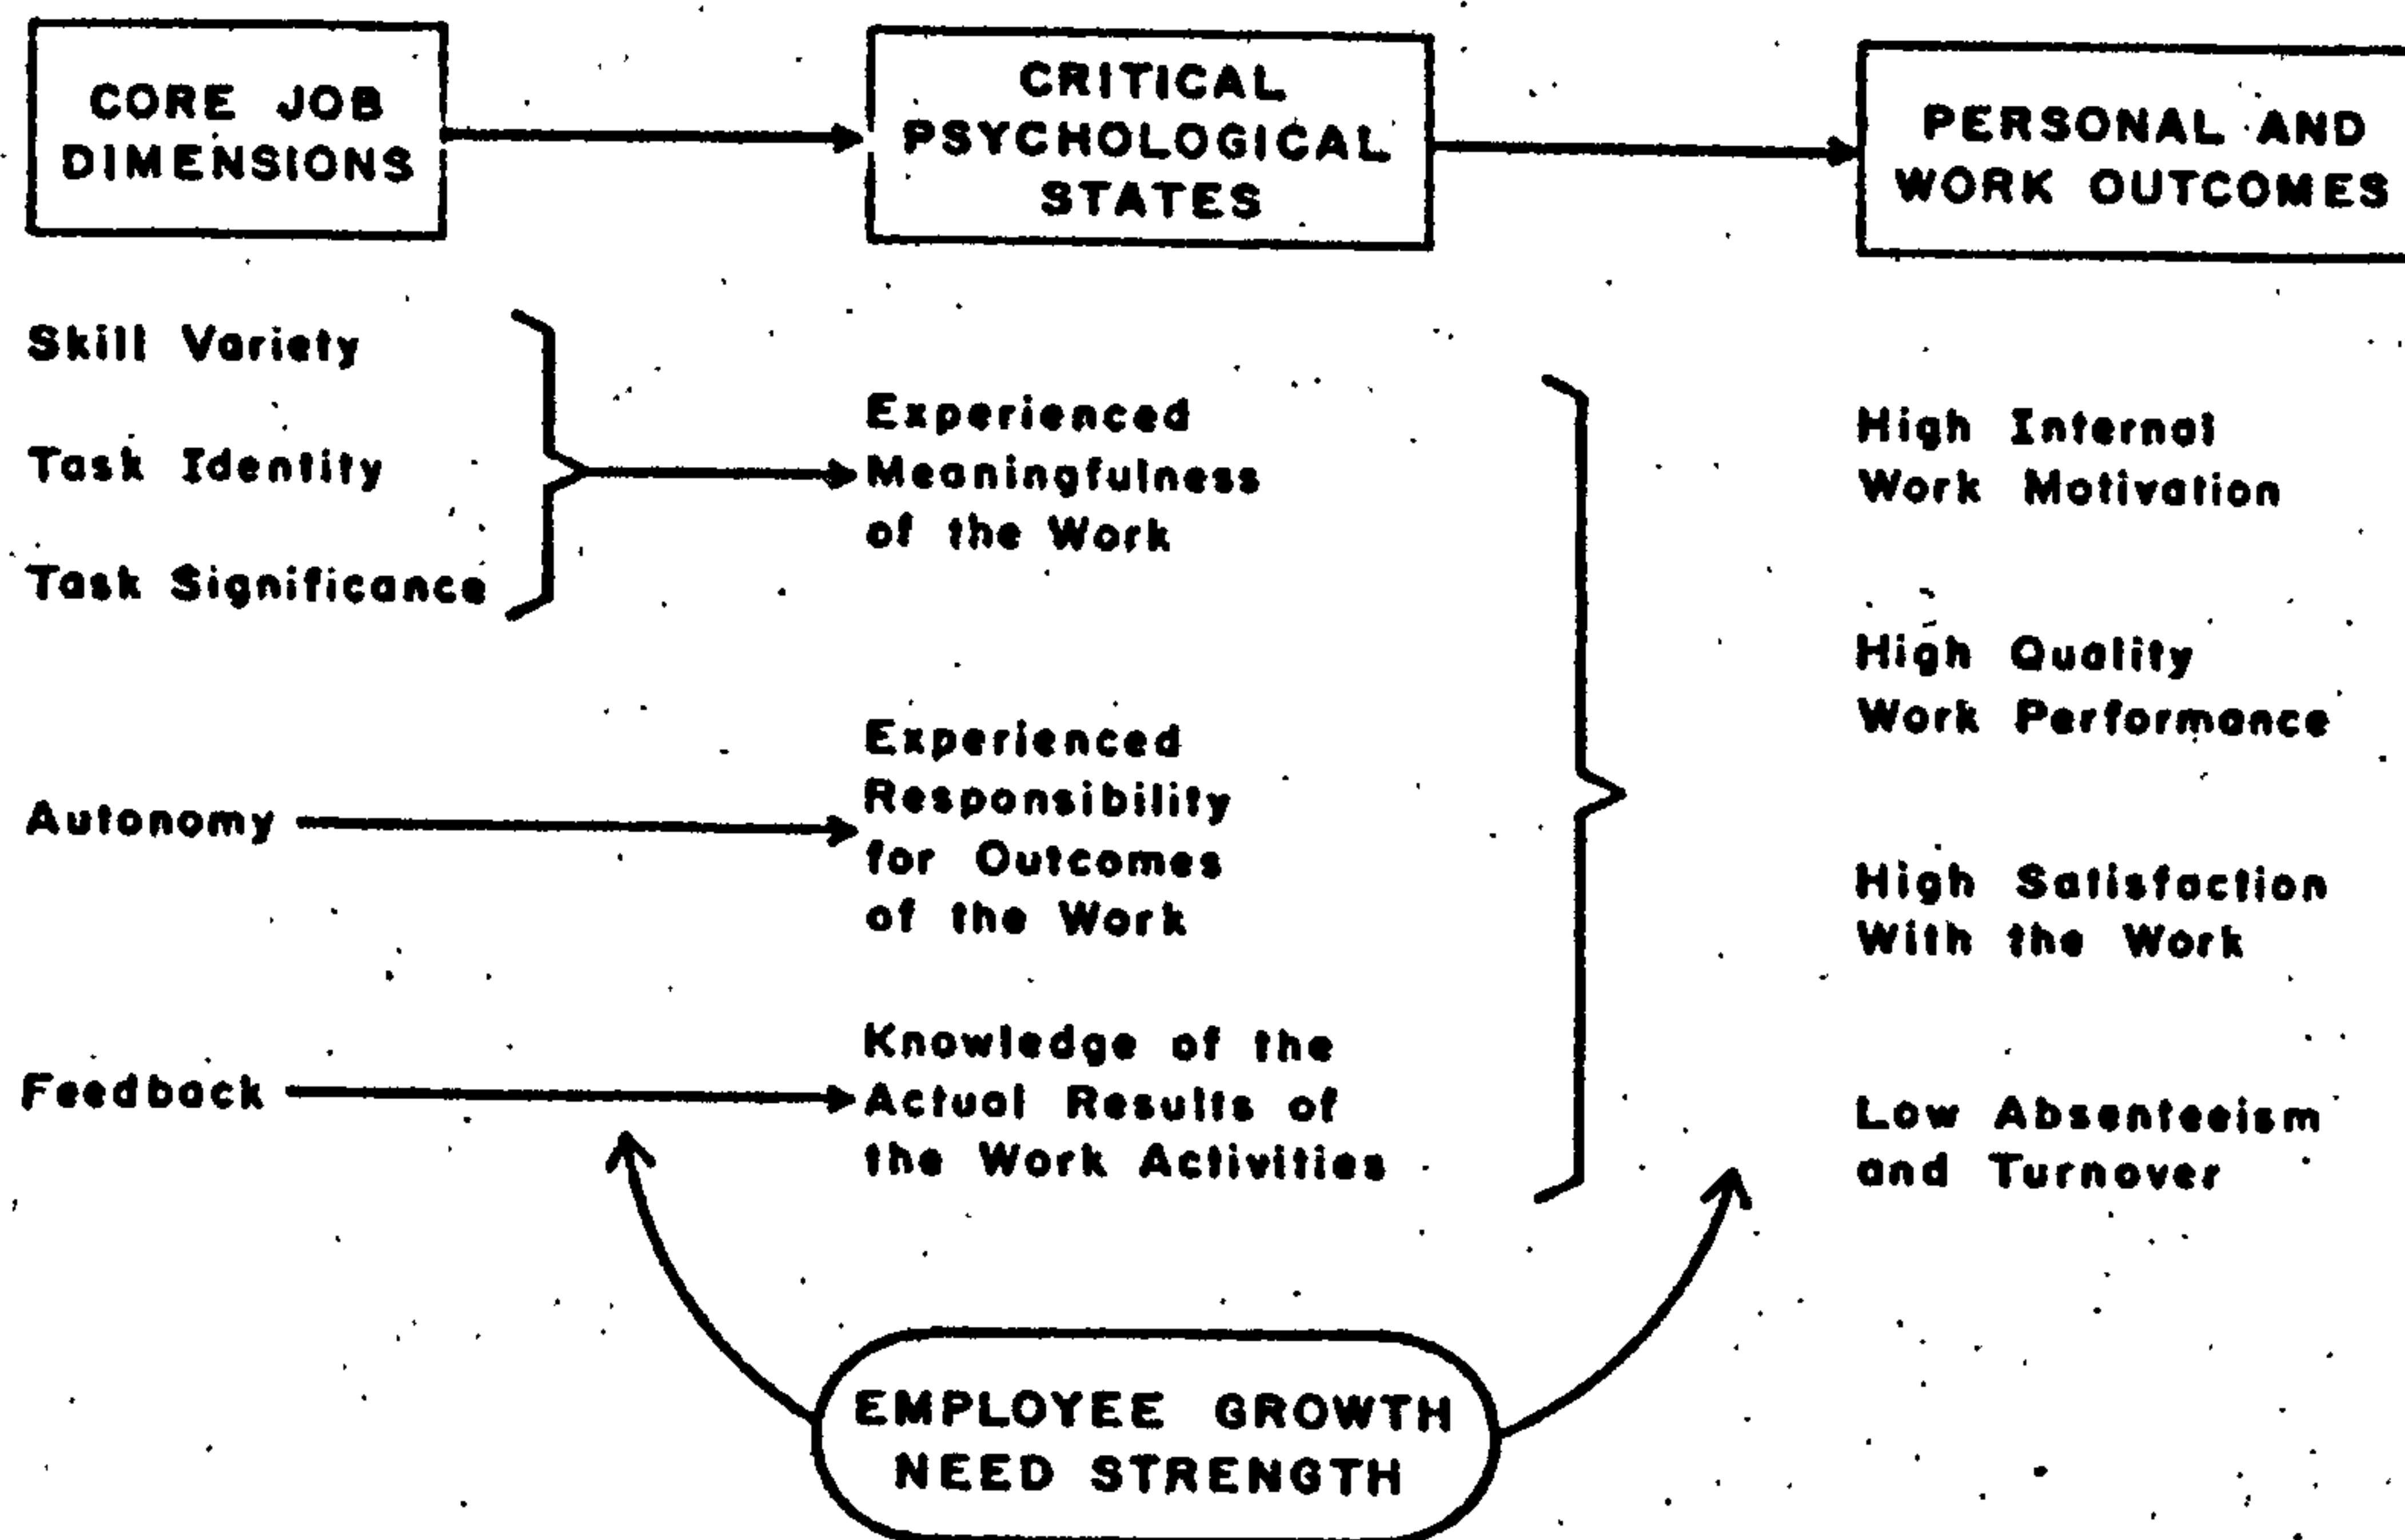 CORE JOB
DIMENSIONS
CRITICAL
PSYCHOLOGICAL
STATES
PERSONAL AND
WORK OUTCOMES
Skill Variety
Task Identity
Task Significance
Experienced
Meaningfulness
of the Work
High Internal
Work Motivation
High Quality
Work Performance
Autonomy
Experienced
Responsibility
for Outcomes
of the Work
High Satisfaction
With the Work
Feedback
Knowledge of the
Actual Results of
the Work Activities
Low Absenteeism
and Turnover
EMPLOYEE GROWTH
NEED STRENGTH